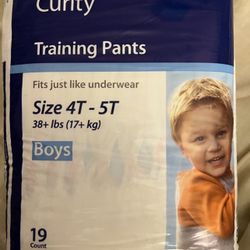 Curity
Training Pants
Fits just like underwear
Size 4T - 5T
38+ lbs (17+ kg)
Boys
19
Count